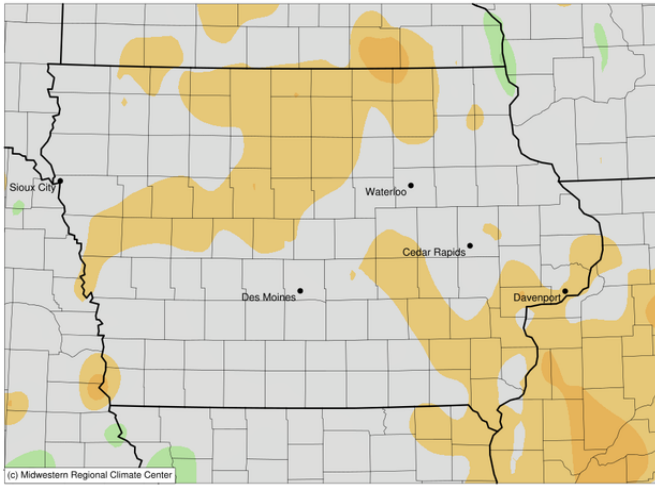 Sioux City
Waterloo
Cedar Rapids
Des Moines
Davenport
(c) Midwestern Regional Climate Center